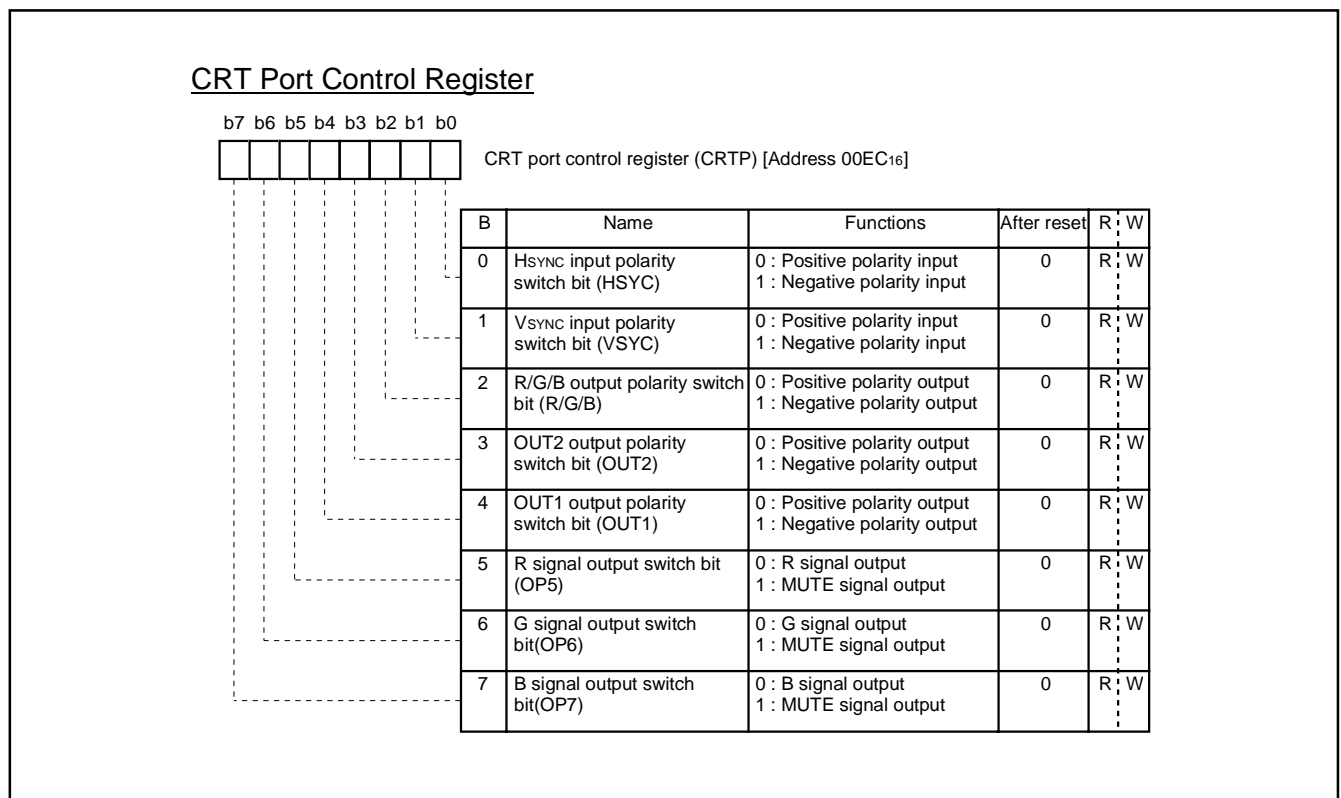 CRT Port Control Register
b7 b6 b5 b4 b3 b2 b1 b0
CRT port control register (CRTP) [Address 00EC16]
B Name Functions After reset R W
0 HSYNC input polarity switch bit (HSYC) 0 : Positive polarity input 1 : Negative polarity input 0 R W
1 VSYNC input polarity switch bit (VSYC) 0 : Positive polarity input 1 : Negative polarity input 0 R W
2 R/G/B output polarity switch bit (R/G/B) 0 : Positive polarity output 1 : Negative polarity output 0 R W
3 OUT2 output polarity switch bit (OUT2) 0 : Positive polarity output 1 : Negative polarity output 0 R W
4 OUT1 output polarity switch bit (OUT1) 0 : Positive polarity output 1 : Negative polarity output 0 R W
5 R signal output switch bit (OP5) 0 : R signal output 1 : MUTE signal output 0 R W
6 G signal output switch bit(OP6) 0 : G signal output 1 : MUTE signal output 0 R W
7 B signal output switch bit(OP7) 0 : B signal output 1 : MUTE signal output 0 R W